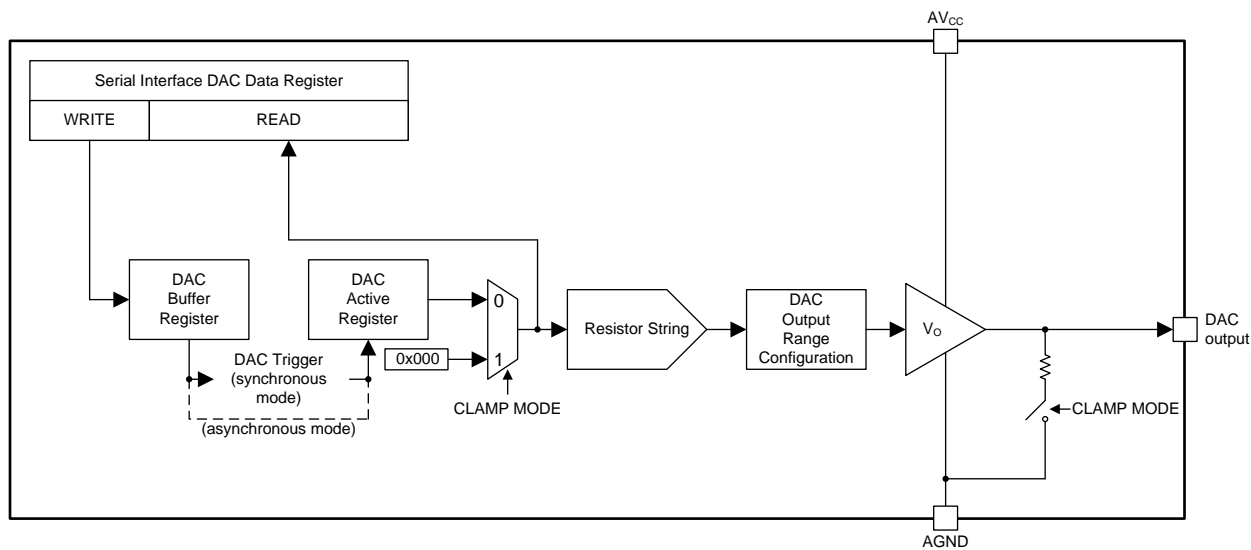 AVCC
Serial Interface DAC Data Register
WRITE
READ
DAC
Buffer
Register
DAC
Active
Register
0
1
0x000
CLAMP MODE
DAC Trigger
(synchronous
mode)
(asynchronous mode)
Resistor String
DAC
Output
Range
Configuration
VO
DAC
output
CLAMP MODE
AGND